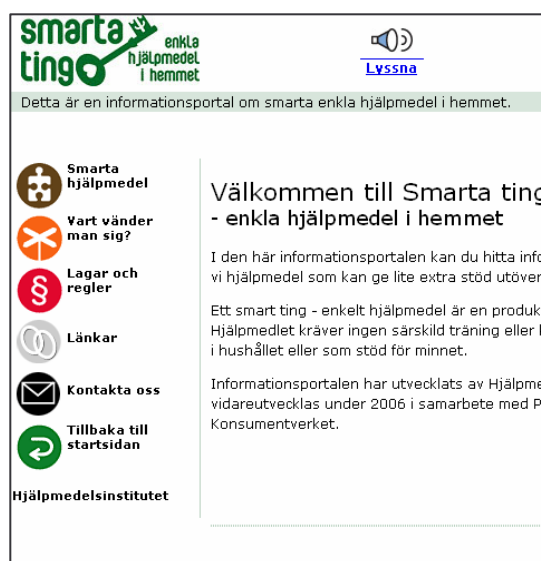 smarta
ting
enkla
hjälpmedel
i hemmet
Lyssna
Detta är en informationsportal om smarta enkla hjälpmedel i hemmet.
Smarta
hjälpmedel
Vart vänder
man sig?
Lagar och
regler
§
Länkar
Kontakta oss
Tillbaka till
startsidan
Hjälpmedelsinstitutet
Välkommen till Smarta ting
- enkla hjälpmedel i hemmet
I den här informationsportalen kan du hitta info
vi hjälpmedel som kan ge lite extra stöd utöver
Ett smart ting - enkelt hjälpmedel är en produk
Hjälpmedlet kräver ingen särskild träning eller
i hushållet eller som stöd för minnet.
Informationsportalen har utvecklats av Hjälpme
vidareutvecklas under 2006 i samarbete med P
Konsumentverket.